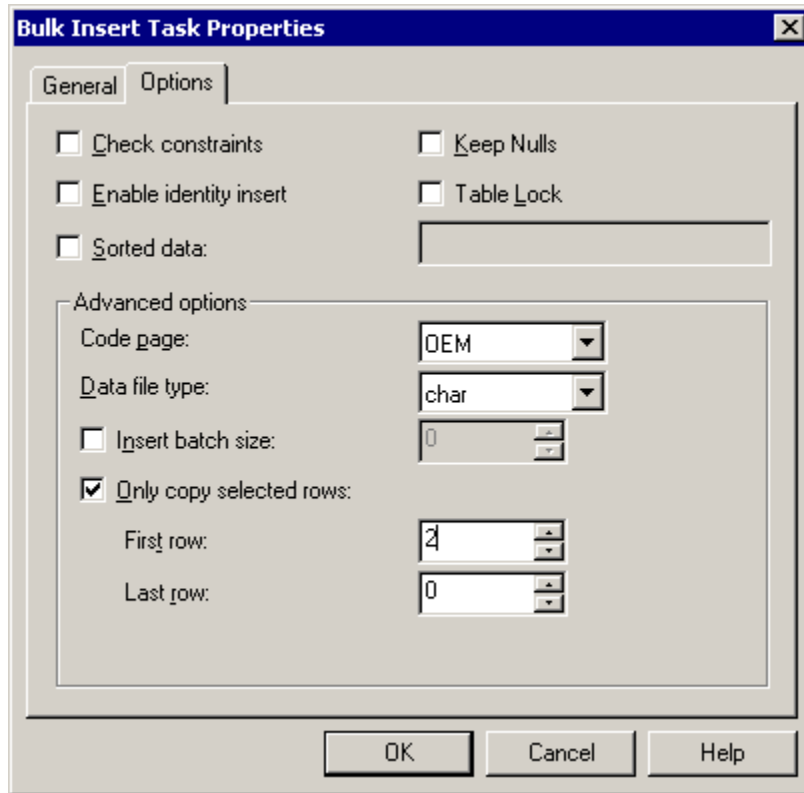 Bulk Insert Task Properties
General Options
Check constraints Keep Nulls
Enable identity insert Table Lock
Sorted data:
Advanced options
Code page: OEM
Data file type: char
Insert batch size: 0
Only copy selected rows:
First row: 2
Last row: 0
OK Cancel Help